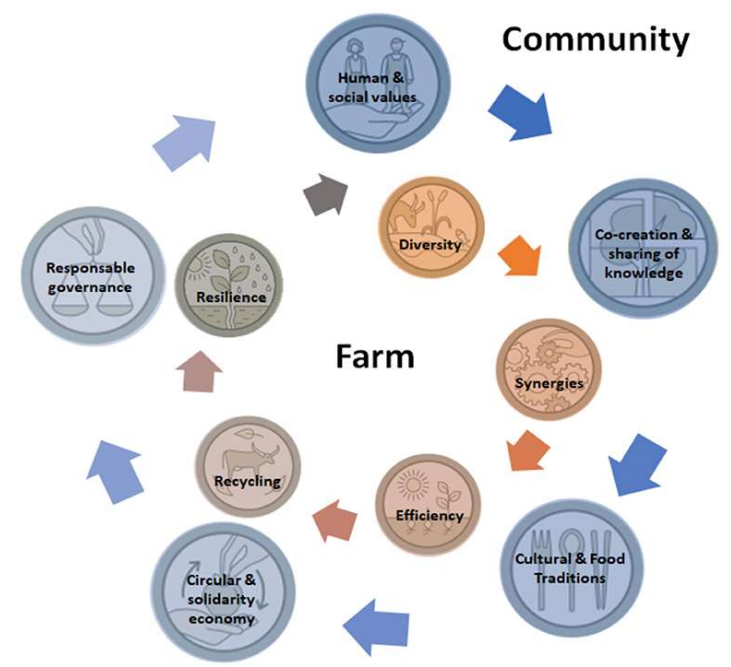 Community
Human &
social values
Co-creation &
sharing of
knowledge
Cultural & Food
Traditions
Circular &
solidarity
economy
Responsable
governance
Farm
Diversity
Synergies
Efficiency
Recycling
Resilience